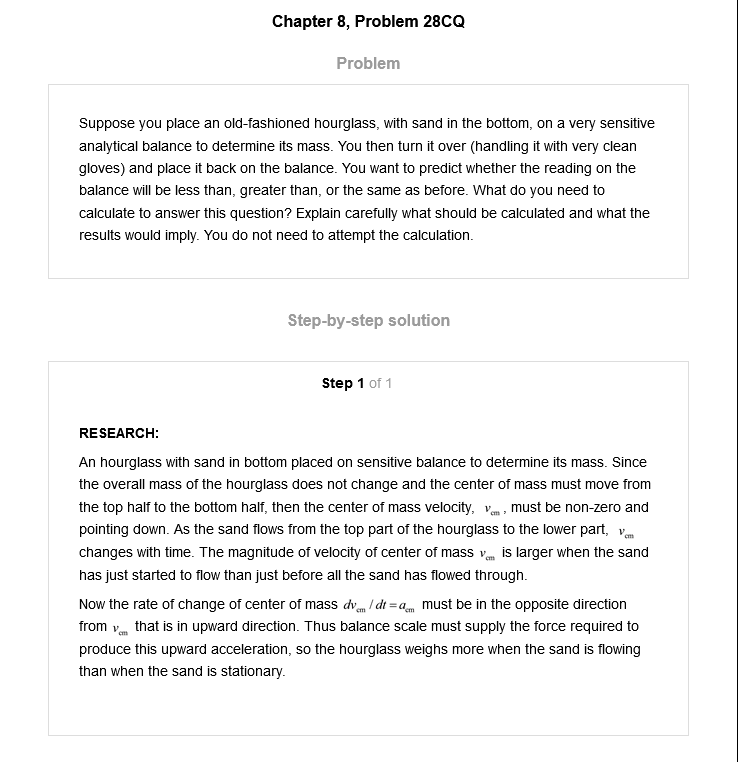 Chapter 8, Problem 28CQ
Problem
Suppose you place an old-fashioned hourglass, with sand in the bottom, on a very sensitive
analytical balance to determine its mass. You then turn it over (handling it with very clean
gloves) and place it back on the balance. You want to predict whether the reading on the
balance will be less than, greater than, or the same as before. What do you need to
calculate to answer this question? Explain carefully what should be calculated and what the
results would imply. You do not need to attempt the calculation.
Step-by-step solution
Step 1 of 1
RESEARCH:
An hourglass with sand in bottom placed on sensitive balance to determine its mass. Since
the overall mass of the hourglass does not change and the center of mass must move from
the top half to the bottom half, then the center of mass velocity, v_cm, must be non-zero and
pointing down. As the sand flows from the top part of the hourglass to the lower part, v_cm
changes with time. The magnitude of velocity of center of mass v_cm is larger when the sand
has just started to flow than just before all the sand has flowed through.
Now the rate of change of center of mass dv_cm / dt = a_cm must be in the opposite direction
from v_cm that is in upward direction. Thus balance scale must supply the force required to
produce this upward acceleration, so the hourglass weighs more when the sand is flowing
than when the sand is stationary.